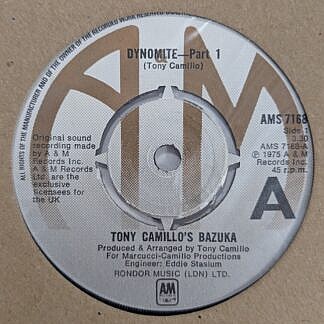 ALL RIGHTS OF THE MANUFACTURER AND OF THE OWNER OF THE RECORDED WORK RESERVED
DYNOMITE—Part 1
(Tony Camillo)
AMS 7168
Side 1
3.30
AMS 7168-A
℗ 1975 A & M
Records Inc.
45 r.p.m.
Original sound
recording made
by A & M
Records Inc.
A & M Records
Ltd. are the
exclusive
licensees for
the UK
A
TONY CAMILLO'S BAZUKA
Produced & Arranged by Tony Camillo
For Marcucci-Camillo Productions
Engineer: Eddie Stasium
RONDOR MUSIC (LDN) LTD.
A&M